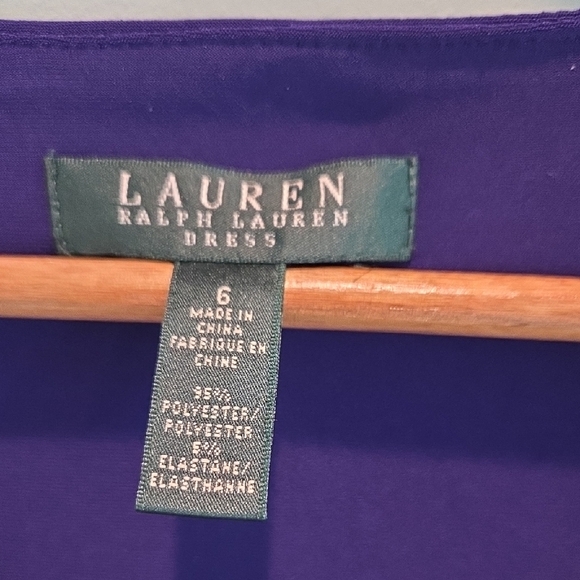 LAUREN
RALPH LAUREN
DRESS
6
MADE IN
CHINA
FABRIQUE EN
CHINE
95%
POLYESTER/
POLYESTER
5%
ELASTANE/
ELASTHANNE